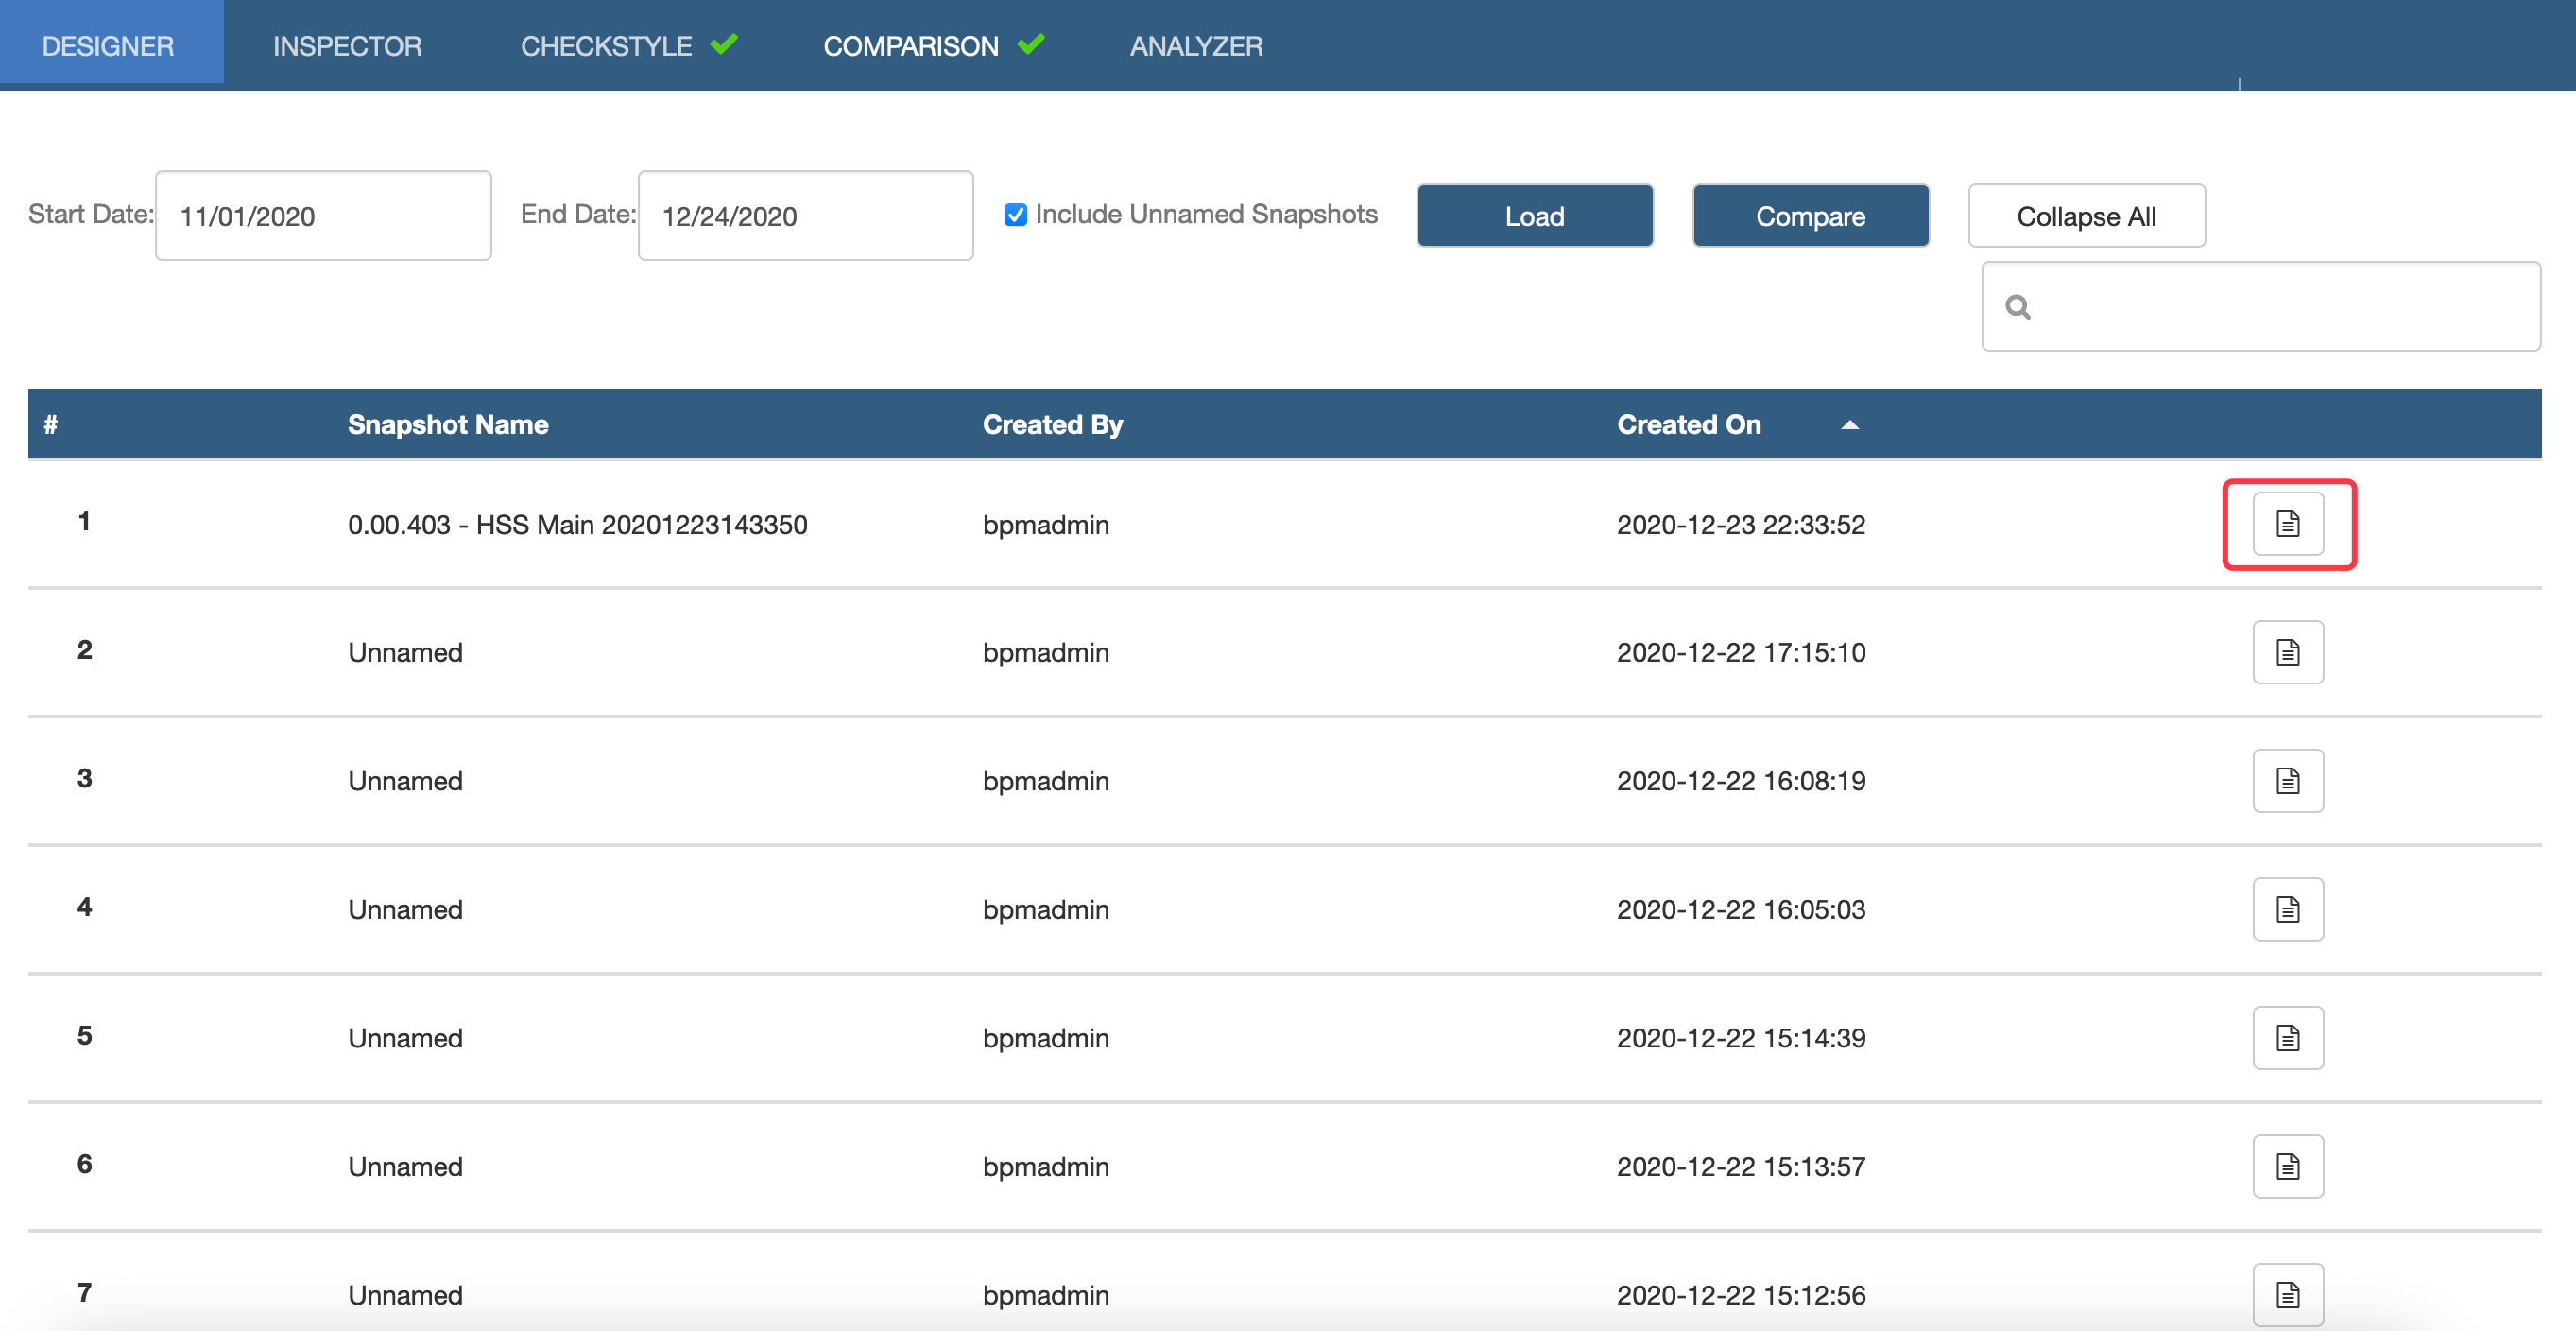 DESIGNER INSPECTOR CHECKSTYLE COMPARISON ANALYZER
Start Date: 11/01/2020 End Date: 12/24/2020 Include Unnamed Snapshots Load Compare Collapse All
# Snapshot Name Created By Created On
1 0.00.403 - HSS Main 20201223143350 bpmadmin 2020-12-23 22:33:52
2 Unnamed bpmadmin 2020-12-22 17:15:10
3 Unnamed bpmadmin 2020-12-22 16:08:19
4 Unnamed bpmadmin 2020-12-22 16:05:03
5 Unnamed bpmadmin 2020-12-22 15:14:39
6 Unnamed bpmadmin 2020-12-22 15:13:57
7 Unnamed bpmadmin 2020-12-22 15:12:56